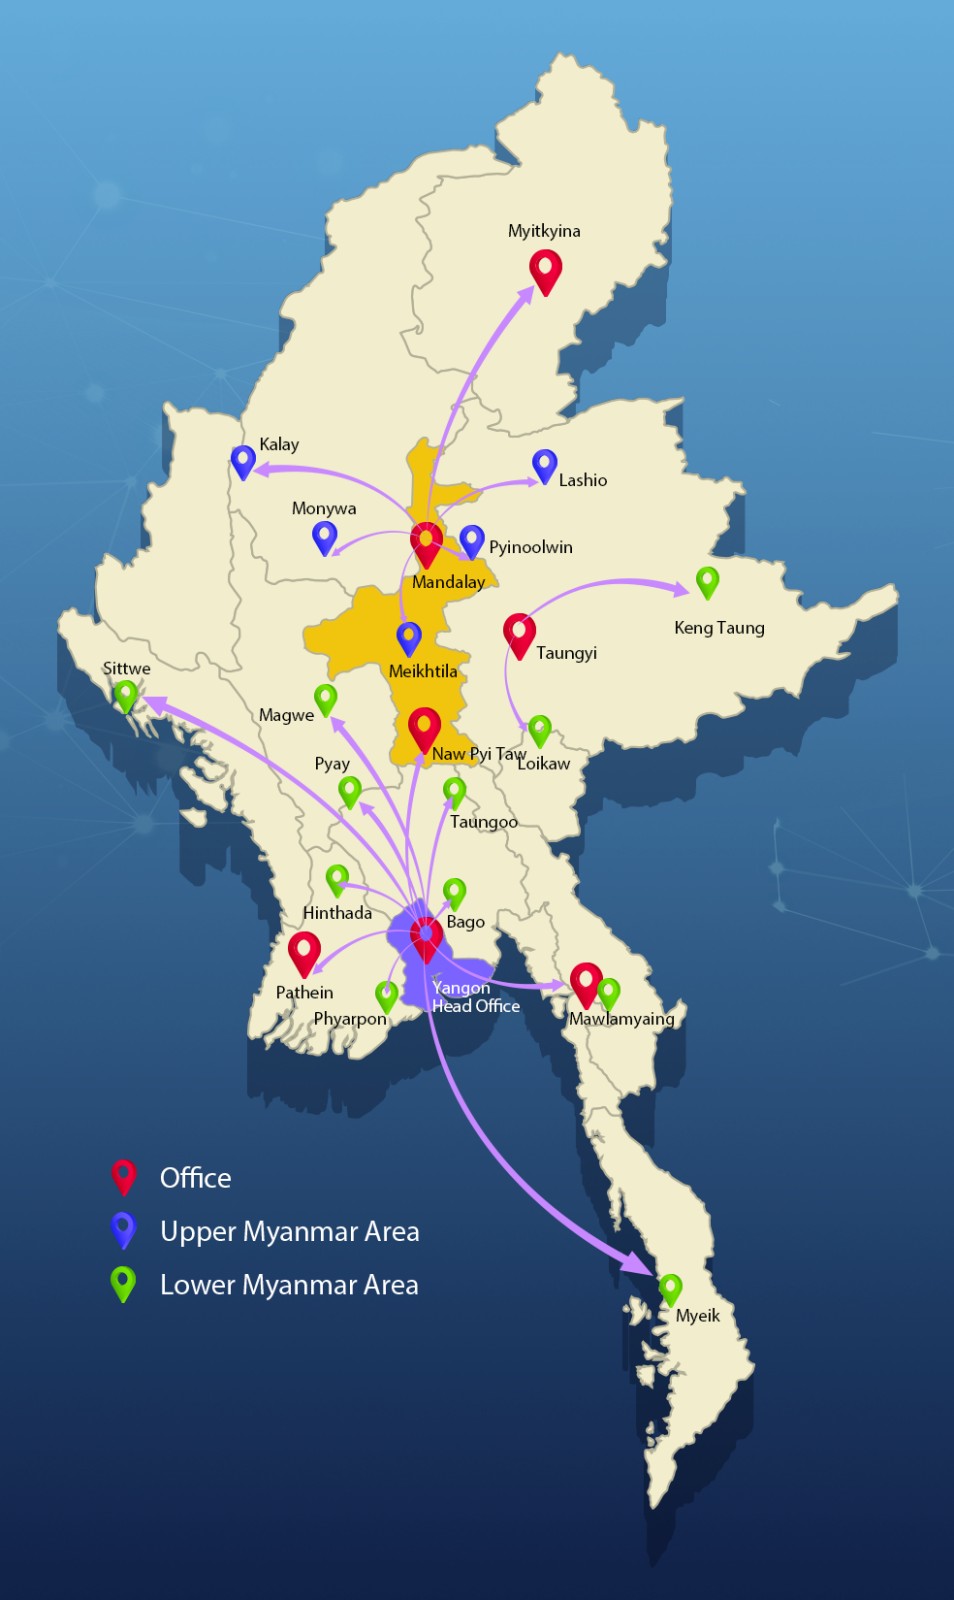 Myitkyina
Kalay
Lashio
Monywa
Pyinoolwin
Mandalay
Keng Taung
Taungyi
Sittwe
Meikhtila
Magwe
Naw Pyi Taw
Pyay
Loikaw
Taungoo
Hinthada
Bago
Pathein
Yangon
Head Office
Phyarpon
Mawlamyaing
Office
Upper Myanmar Area
Lower Myanmar Area
Myeik